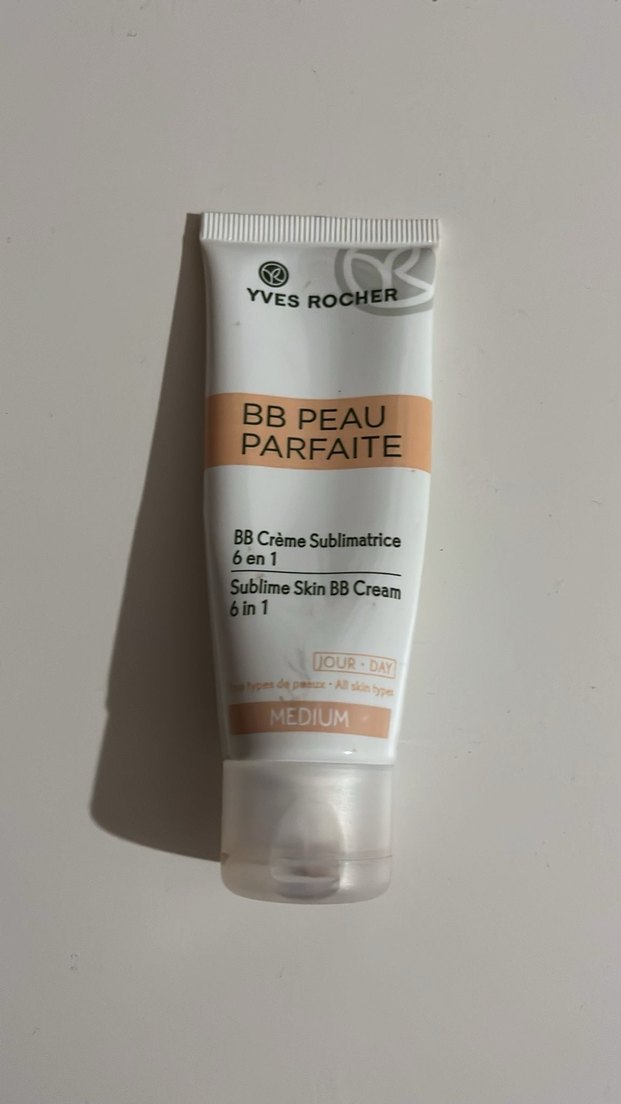 YVES ROCHER
BB PEAU
PARFAITE
BB Crème Sublimatrice
6 en 1
Sublime Skin BB Cream
6 in 1
JOUR · DAY
types de peaux · All skin types
MEDIUM